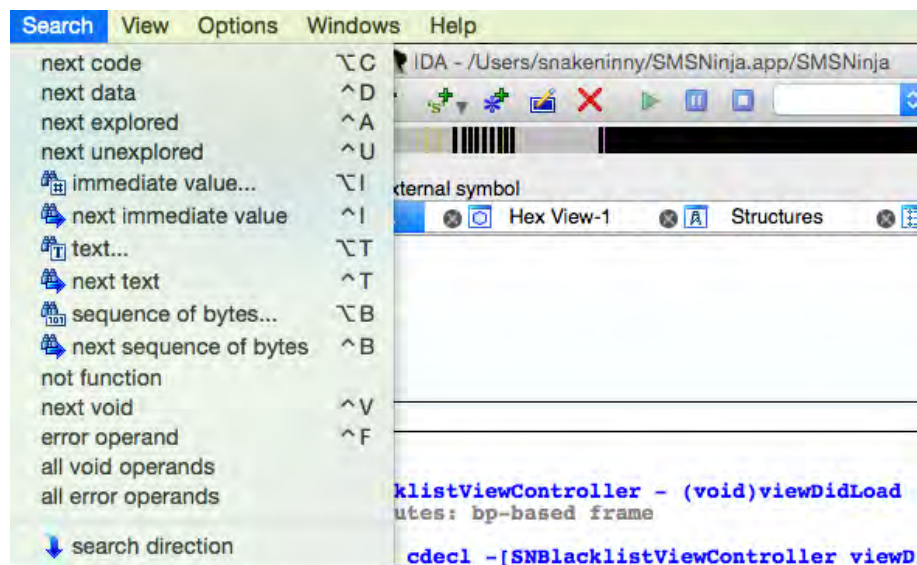 Search View Options Windows Help
next code ⌥C
IDA - /Users/snakeninny/SMSNinja.app/SMSNinja
next data ^D
next explored ^A
next unexplored ^U
immediate value... ⌥I
external symbol
next immediate value ^I
Hex View-1 Structures
text... ⌥T
next text ^T
sequence of bytes... ⌥B
next sequence of bytes ^B
not function
next void ^V
error operand ^F
all void operands
all error operands
klistViewController - (void)viewDidLoad
utes: bp-based frame
search direction
cdecl -[SNBlacklistViewController viewD